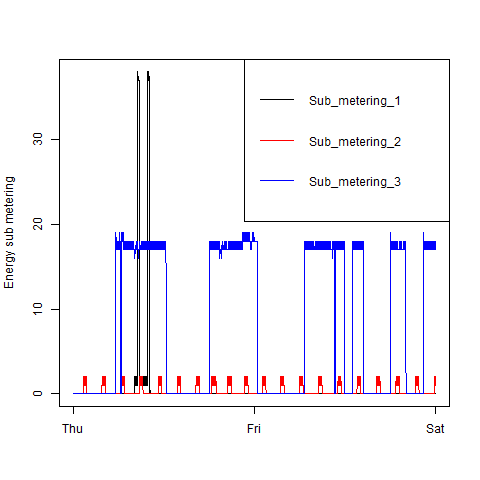 Energy sub metering
30
20
10
0
Sub_metering_1
Sub_metering_2
Sub_metering_3
Thu
Fri
Sat